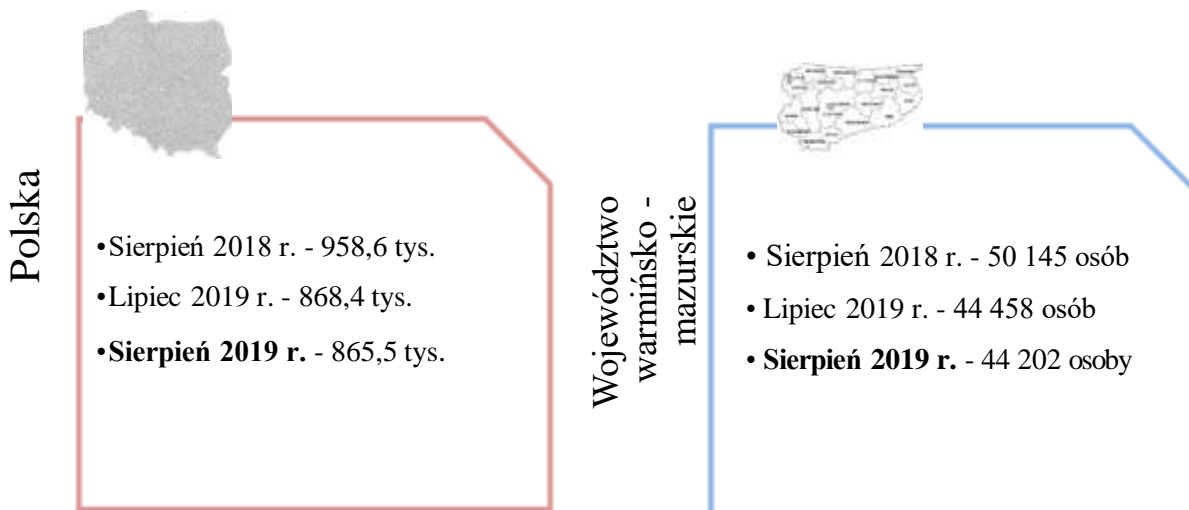 Polska
•Sierpień 2018 r. - 958,6 tys.
•Lipiec 2019 r. - 868,4 tys.
•Sierpień 2019 r. - 865,5 tys.
Województwo
warmińsko -
mazurskie
• Sierpień 2018 r. - 50 145 osób
• Lipiec 2019 r. - 44 458 osób
• Sierpień 2019 r. - 44 202 osoby